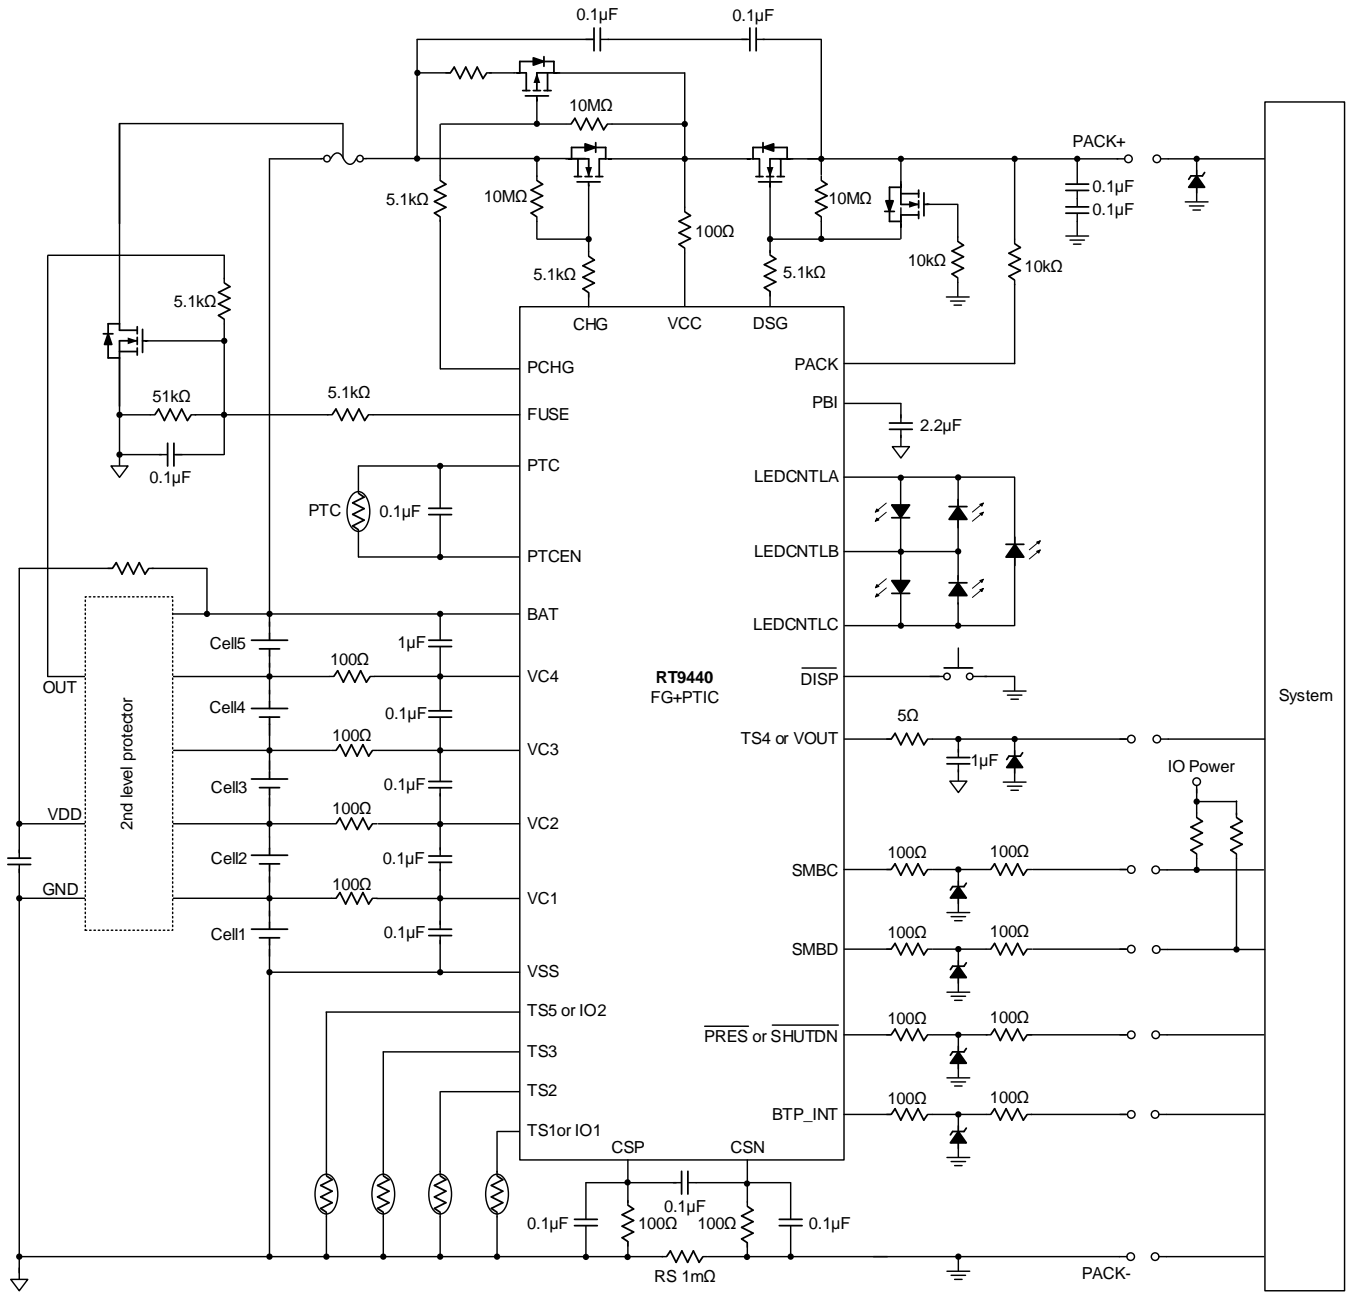 0.1µF
0.1µF
10MΩ
PACK+
5.1kΩ
10MΩ
100Ω
10MΩ
0.1µF
0.1µF
10kΩ
10kΩ
5.1kΩ
5.1kΩ
5.1kΩ
CHG
VCC
DSG
PCHG
PACK
51kΩ
5.1kΩ
FUSE
PBI
2.2µF
0.1µF
PTC
LEDCNTLA
PTC
0.1µF
PTCEN
LEDCNTLB
BAT
LEDCNTLC
Cell5
1µF
100Ω
OUT
VC4
RT9440
FG+PTIC
DISP
System
Cell4
0.1µF
100Ω
VC3
TS4 or VOUT
5Ω
1µF
IO Power
2nd level protector
Cell3
0.1µF
VDD
100Ω
VC2
Cell2
0.1µF
SMBC
100Ω
100Ω
GND
100Ω
VC1
Cell1
0.1µF
SMBD
100Ω
100Ω
VSS
TS5 or IO2
PRES or SHUTDN
100Ω
100Ω
TS3
TS2
BTP_INT
100Ω
100Ω
TS1or IO1
CSP
CSN
0.1µF
0.1µF
100Ω
100Ω
0.1µF
RS 1mΩ
PACK-